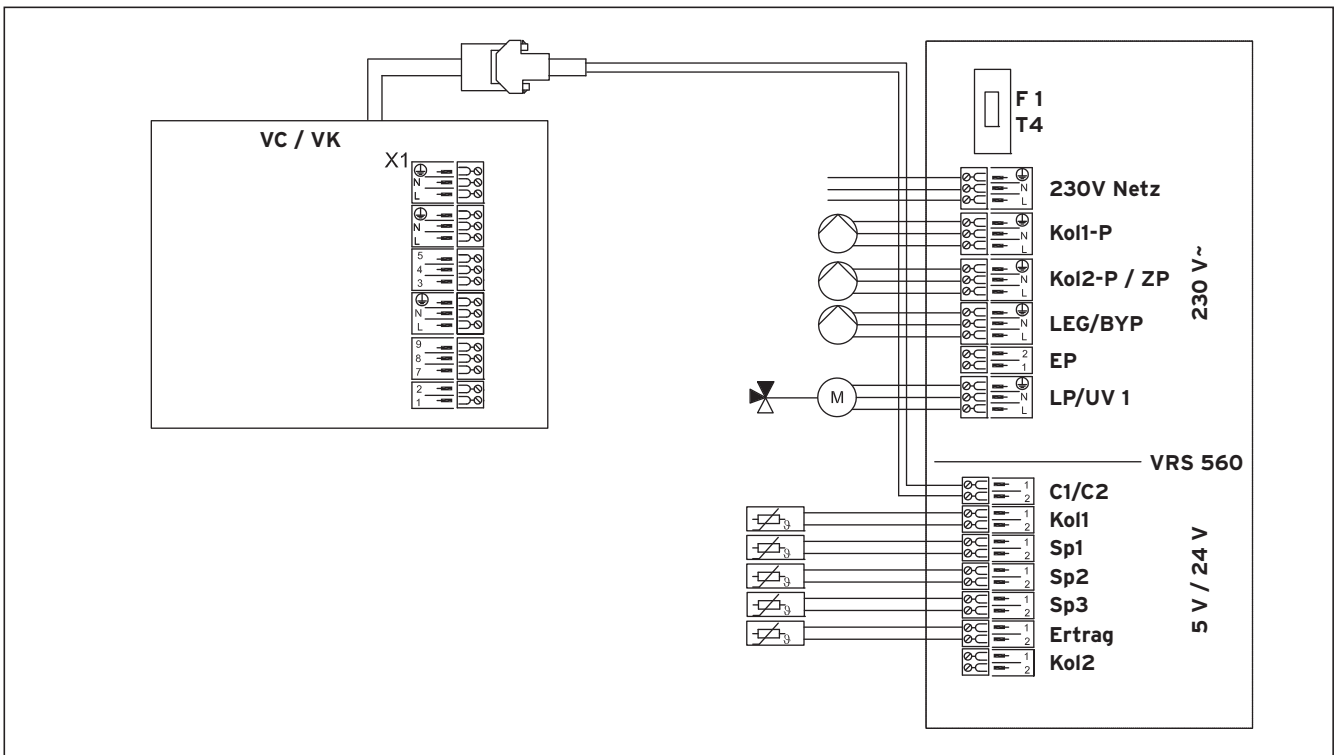 VC / VK
X1
N
L
N
L
5
4
3
N
L
9
8
7
2
1
F 1
T4
N
L
230V Netz
N
L
Kol1-P
N
L
Kol2-P / ZP
N
L
LEG/BYP
2
1
EP
M
N
L
LP/UV 1
230 V~
VRS 560
1
2
C1/C2
ϑ
1
2
Kol1
ϑ
1
2
Sp1
ϑ
1
2
Sp2
ϑ
1
2
Sp3
ϑ
1
2
Ertrag
1
2
Kol2
5 V / 24 V